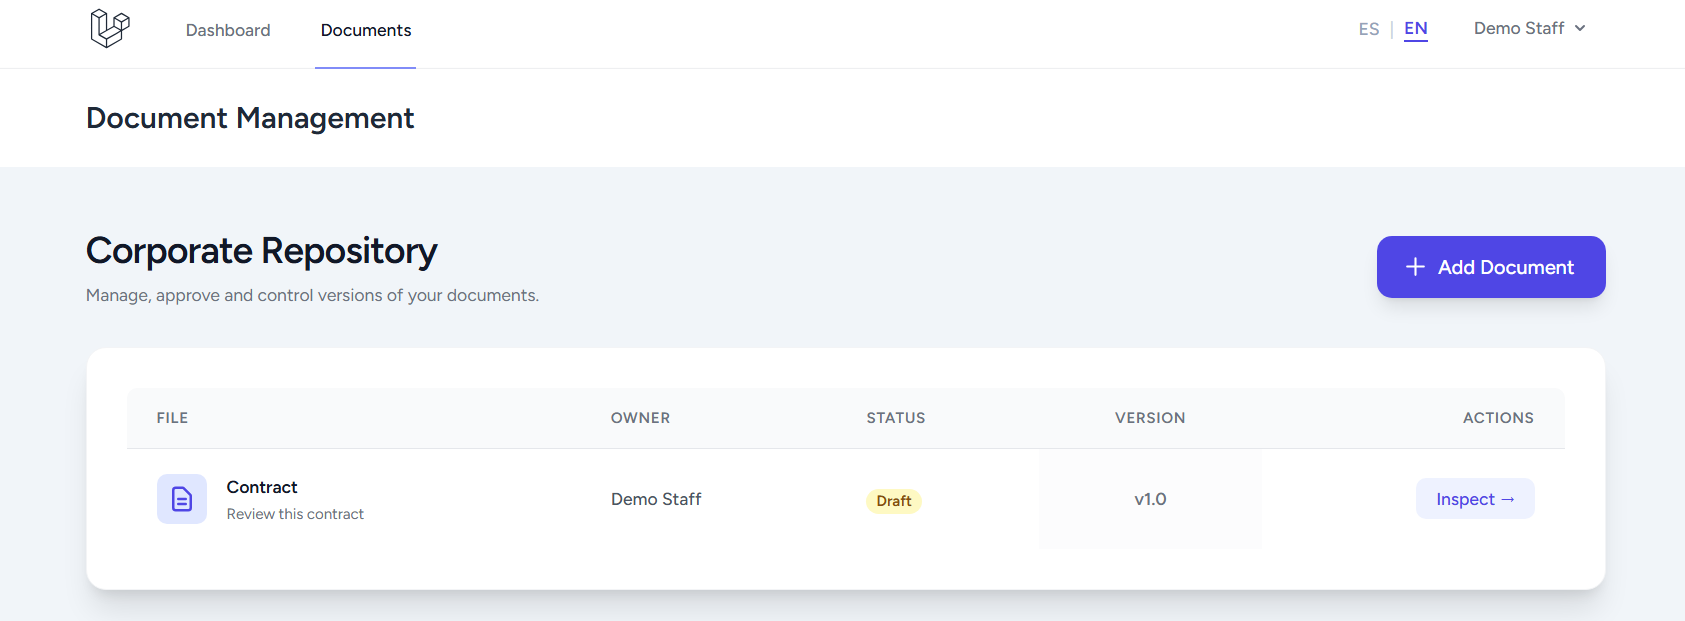 Dashboard Documents ES | EN Demo Staff
Document Management
Corporate Repository
Manage, approve and control versions of your documents.
+ Add Document
FILE OWNER STATUS VERSION ACTIONS
Contract
Review this contract
Demo Staff Draft v1.0 Inspect →